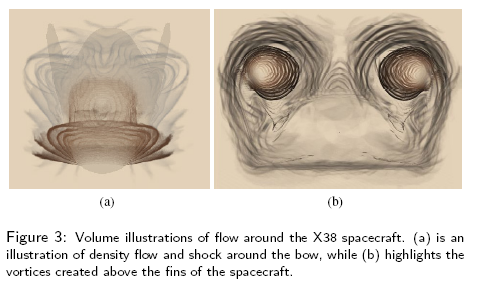 (a)
(b)
Figure 3: Volume illustrations of flow around the X38 spacecraft. (a) is an
illustration of density flow and shock around the bow, while (b) highlights the
vortices created above the fins of the spacecraft.